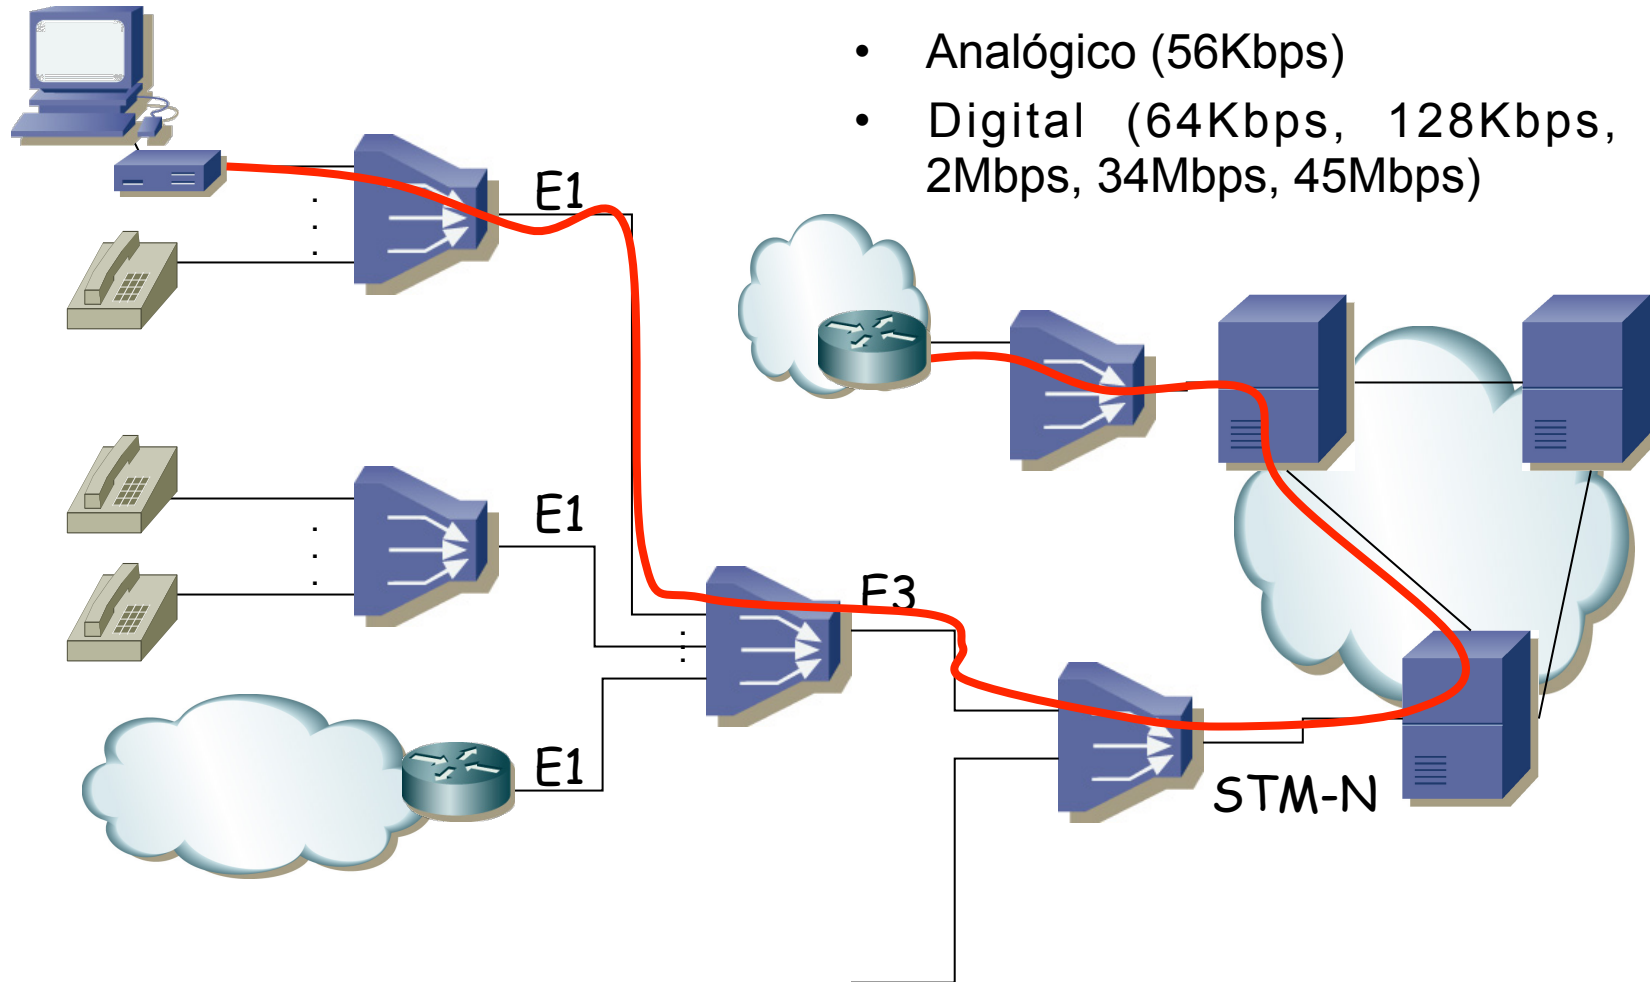 • Analógico (56Kbps)
• Digital (64Kbps, 128Kbps,
2Mbps, 34Mbps, 45Mbps)
E1
E1
E3
E1
STM-N